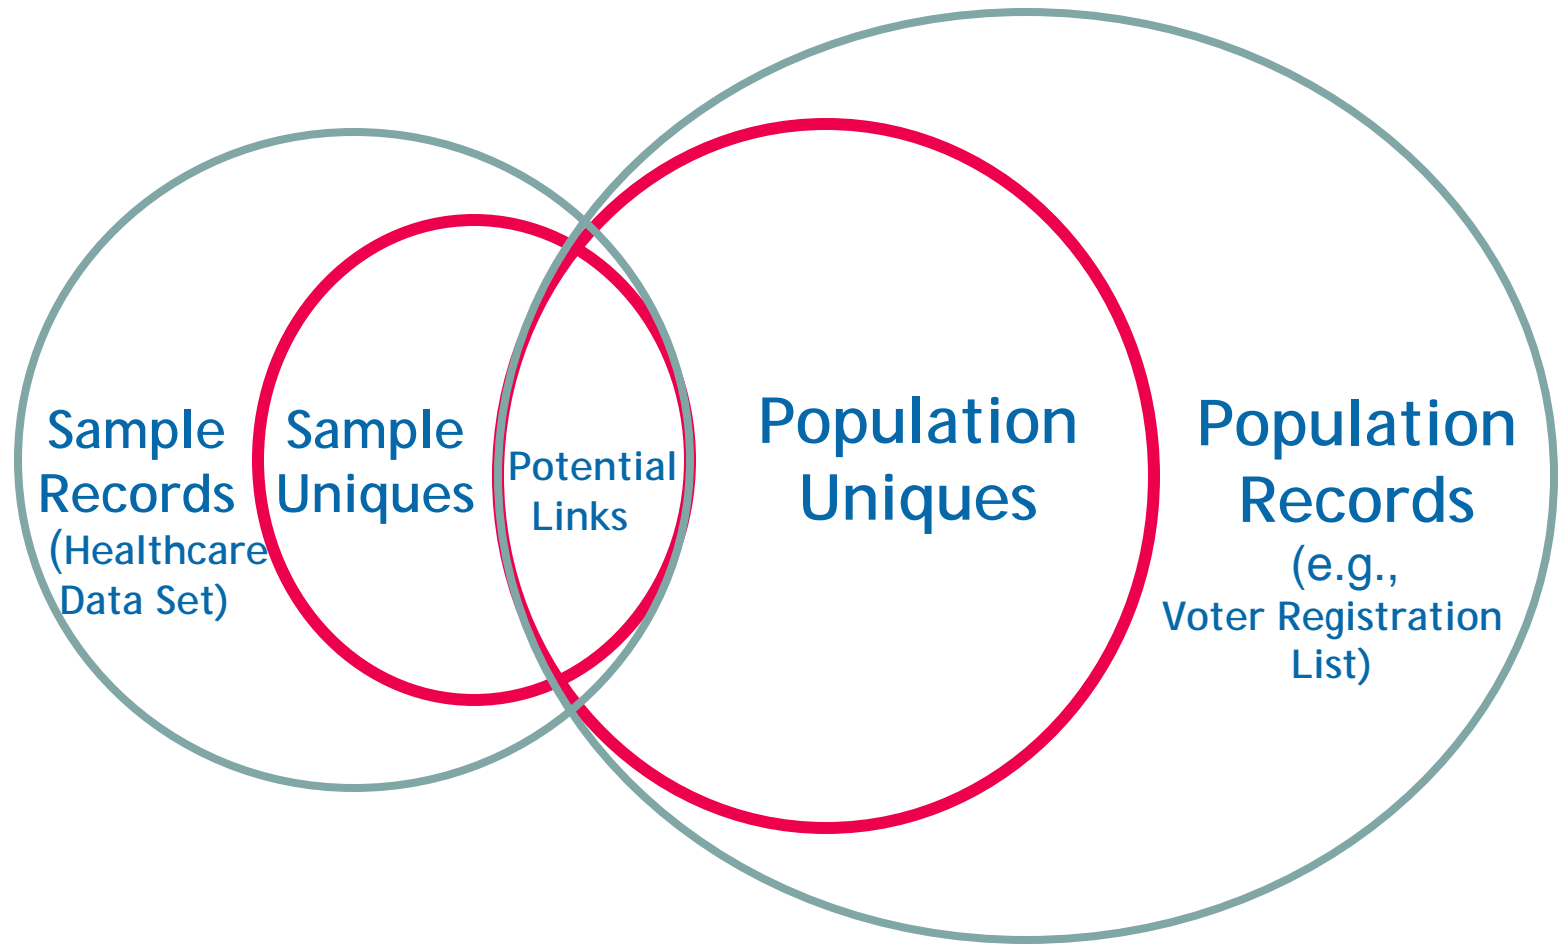 Sample
Records
(Healthcare
Data Set)
Sample
Uniques
Potential
Links
Population
Uniques
Population
Records
(e.g.,
Voter Registration
List)